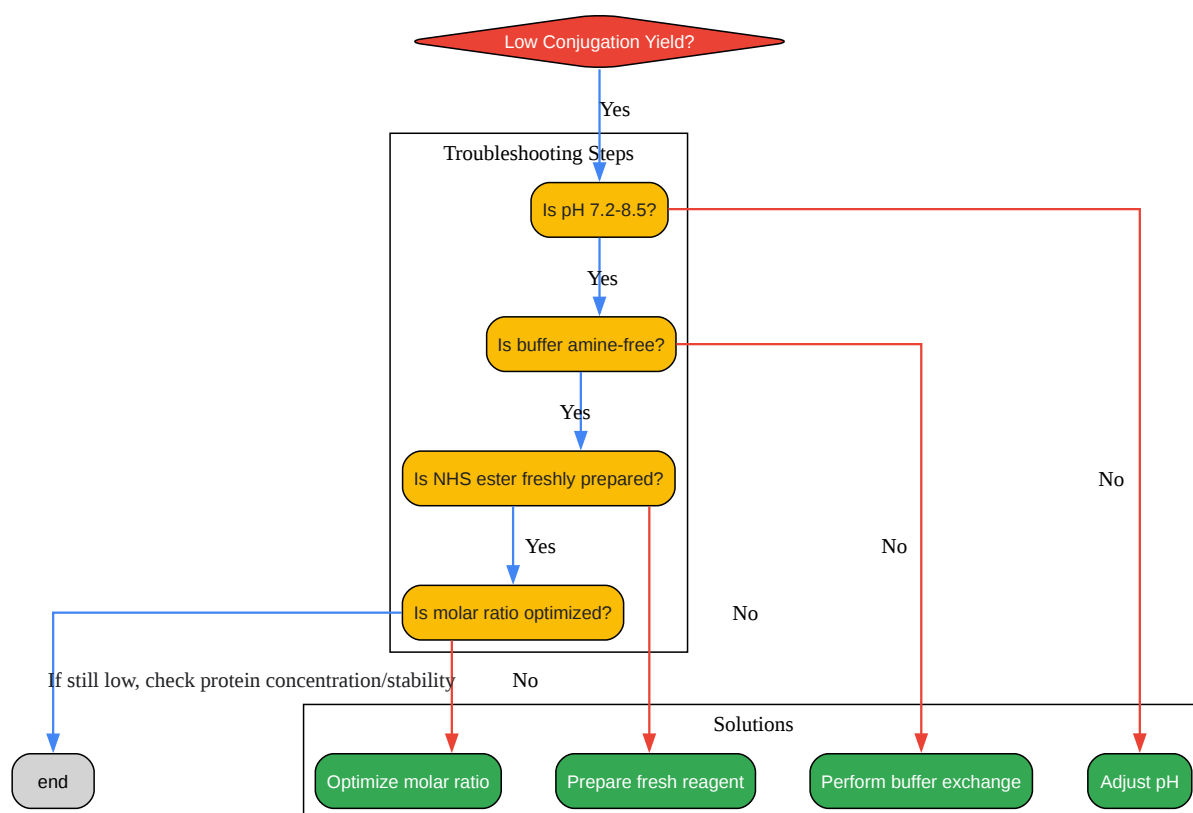 Low Conjugation Yield?
Yes
Troubleshooting Steps
Is pH 7.2-8.5?
Yes
Is buffer amine-free?
Yes
Is NHS ester freshly prepared?
No
Yes
No
Is molar ratio optimized?
No
If still low, check protein concentration/stability
No
Solutions
end
Optimize molar ratio
Prepare fresh reagent
Perform buffer exchange
Adjust pH